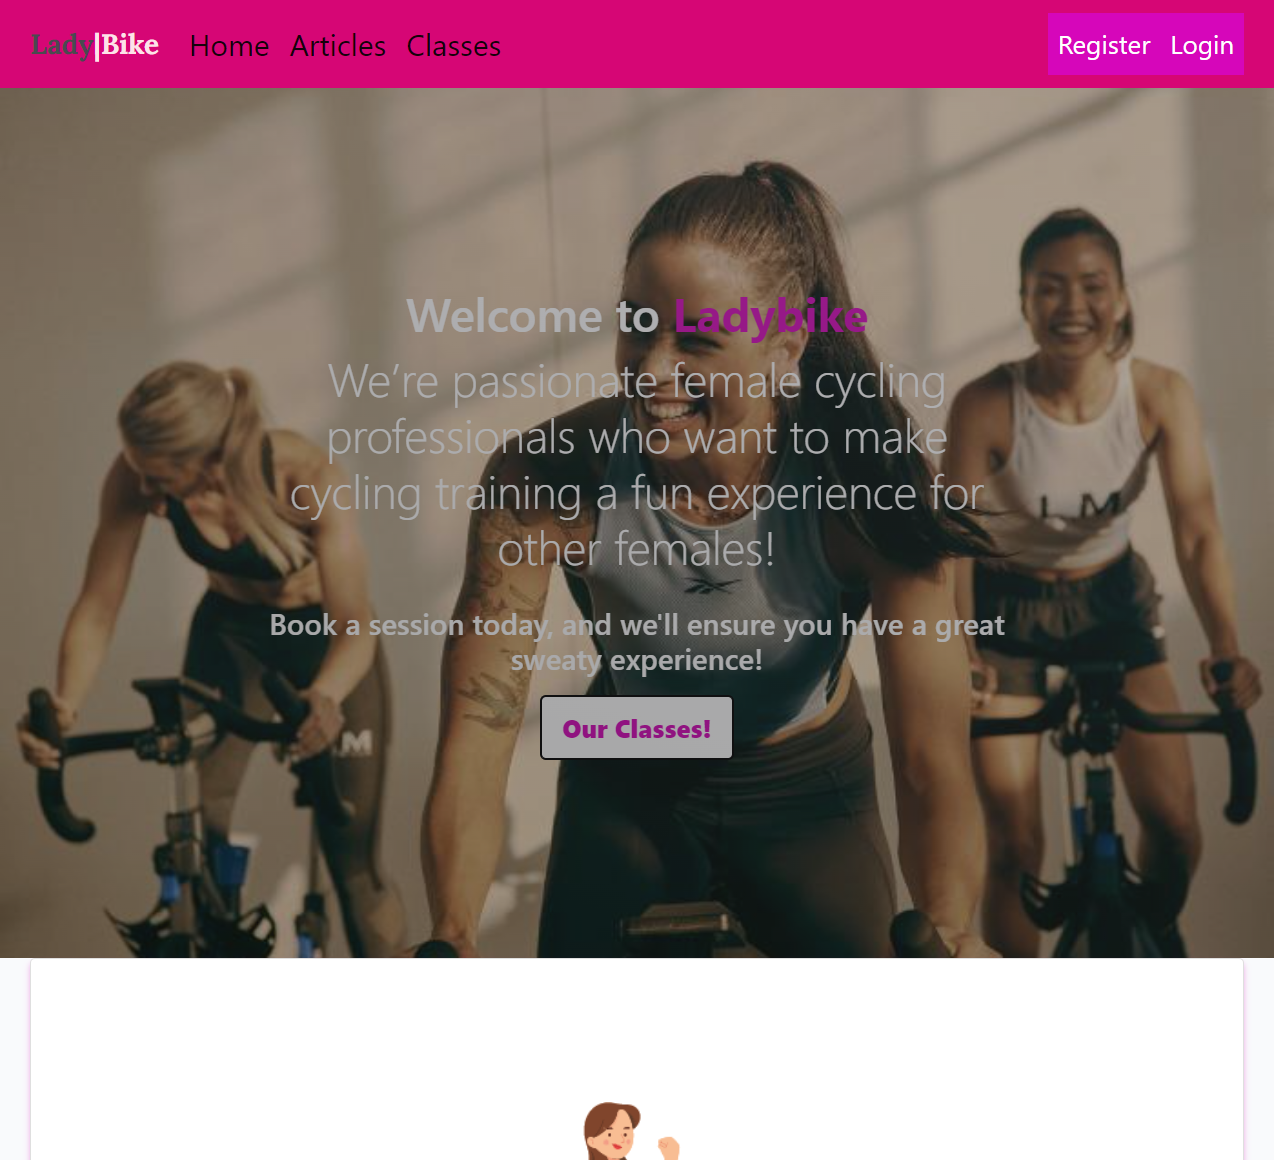 Lady|Bike Home Articles Classes Register Login
Welcome to Ladybike
We’re passionate female cycling
professionals who want to make
cycling training a fun experience for
other females!
Book a session today, and we'll ensure you have a great
sweaty experience!
Our Classes!
LM
M